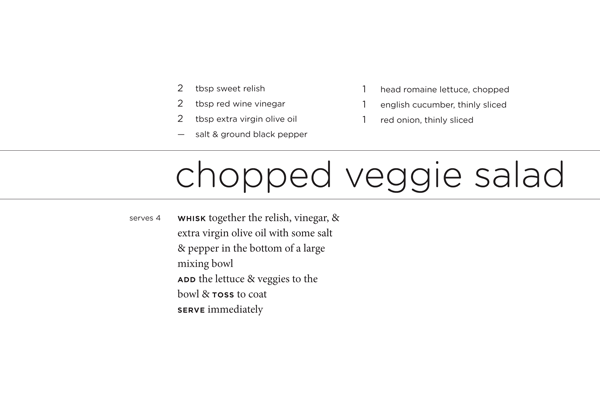 2 tbsp sweet relish
2 tbsp red wine vinegar
2 tbsp extra virgin olive oil
— salt & ground black pepper
1 head romaine lettuce, chopped
1 english cucumber, thinly sliced
1 red onion, thinly sliced
chopped veggie salad
serves 4
WHISK together the relish, vinegar, &
extra virgin olive oil with some salt
& pepper in the bottom of a large
mixing bowl
ADD the lettuce & veggies to the
bowl & TOSS to coat
SERVE immediately